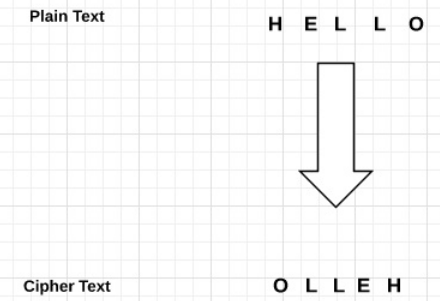 Plain Text
H E L L O
Cipher Text
O L L E H